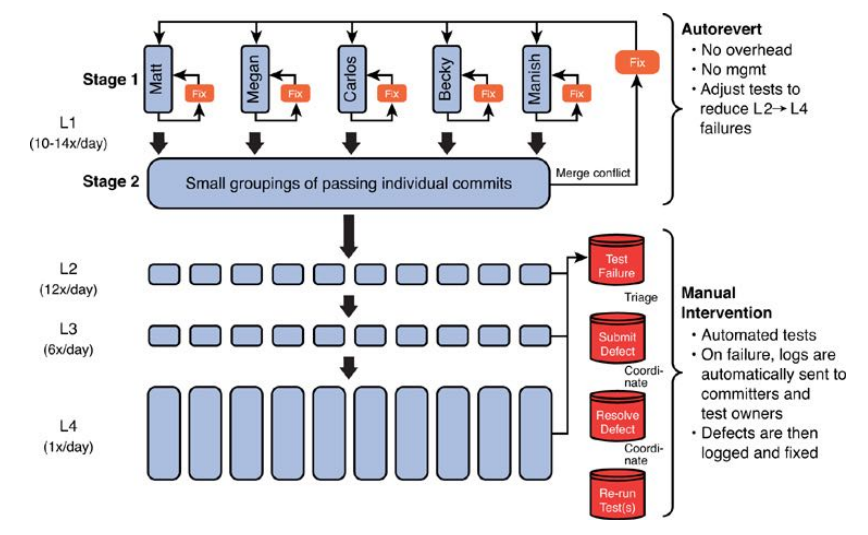 Stage 1
Matt
Fix
Megan
Fix
Carlos
Fix
Becky
Fix
Manish
Fix
Fix
L1
(10-14x/day)
Stage 2
Small groupings of passing individual commits
Merge conflict
Autorevert
• No overhead
• No mgmt
• Adjust tests to
reduce L2→L4
failures
L2
(12x/day)
L3
(6x/day)
L4
(1x/day)
Test
Failure
Triage
Submit
Defect
Coordi-
nate
Resolve
Defect
Coordi-
nate
Re-run
Test(s)
Manual
Intervention
• Automated tests
• On failure, logs are
automatically sent to
committers and
test owners
• Defects are then
logged and fixed